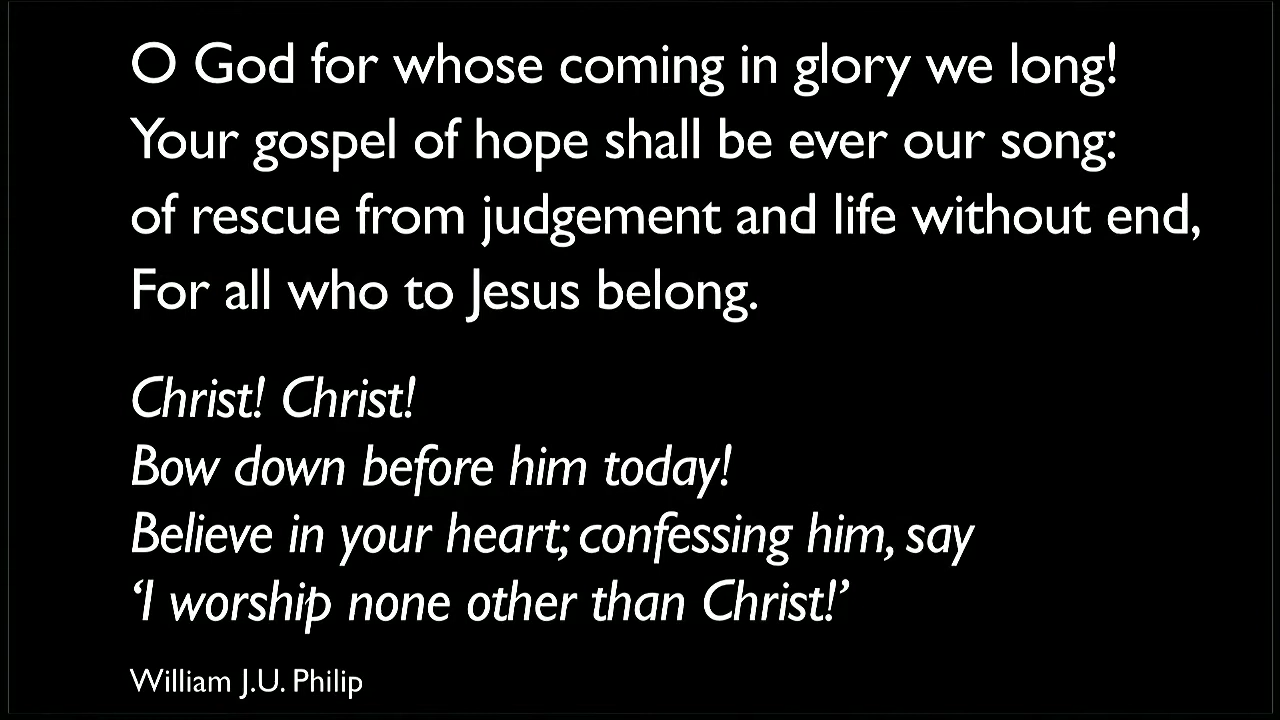 O God for whose coming in glory we long!
Your gospel of hope shall be ever our song:
of rescue from judgement and life without end,
For all who to Jesus belong.
Christ! Christ!
Bow down before him today!
Believe in your heart; confessing him, say
‘I worship none other than Christ!’
William J.U. Philip